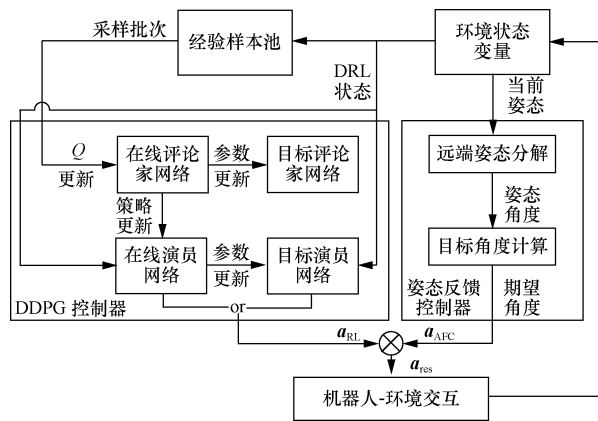 采样批次
经验样本池
环境状态
变量
DRL
状态
当前
姿态
Q
更新
在线评论
家网络
参数
更新
目标评论
家网络
远端姿态分解
策略
更新
姿态
角度
在线演员
网络
参数
更新
目标演员
网络
目标角度计算
or
DDPG 控制器
姿态反馈
控制器
期望
角度
aRL
aAFC
ares
机器人-环境交互